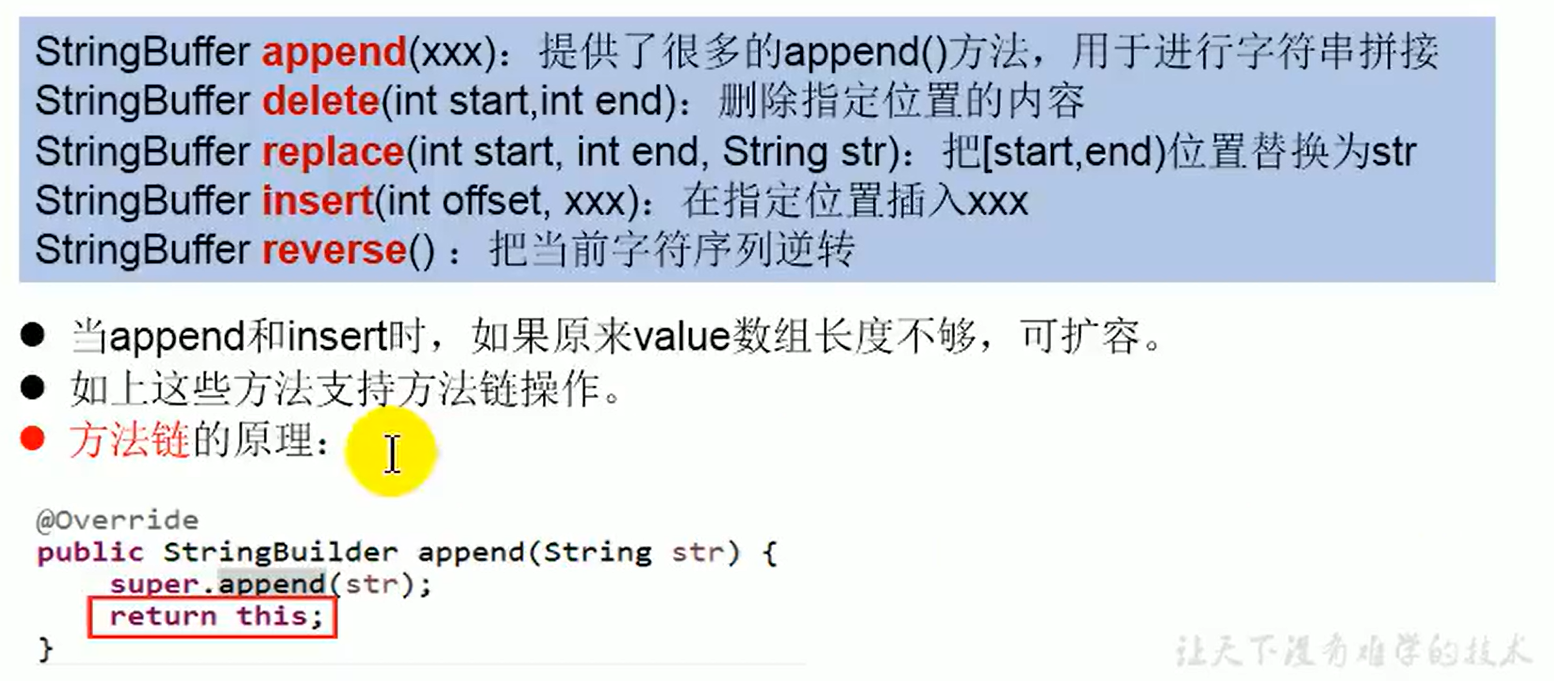 StringBuffer append(xxx)：提供了很多的append()方法，用于进行字符串拼接
StringBuffer delete(int start,int end)：删除指定位置的内容
StringBuffer replace(int start, int end, String str)：把[start,end)位置替换为str
StringBuffer insert(int offset, xxx)：在指定位置插入xxx
StringBuffer reverse() ：把当前字符序列逆转
● 当append和insert时，如果原来value数组长度不够，可扩容。
● 如上这些方法支持方法链操作。
● 方法链的原理：
@Override
public StringBuilder append(String str) {
super.append(str);
return this;
}
让天下没有难学的技术